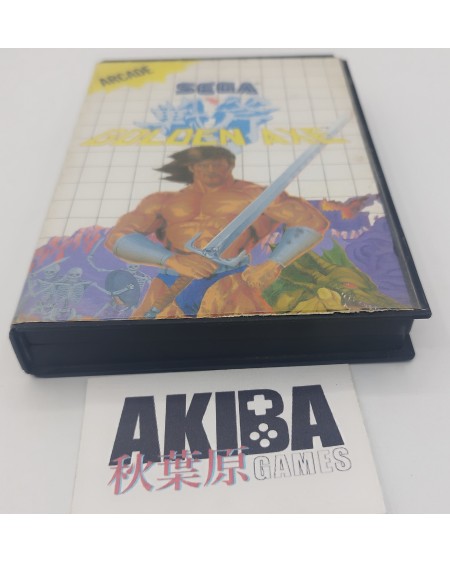 ARCADE
SEGA
GOLDEN AXE
AKIBA
秋葉原 GAMES